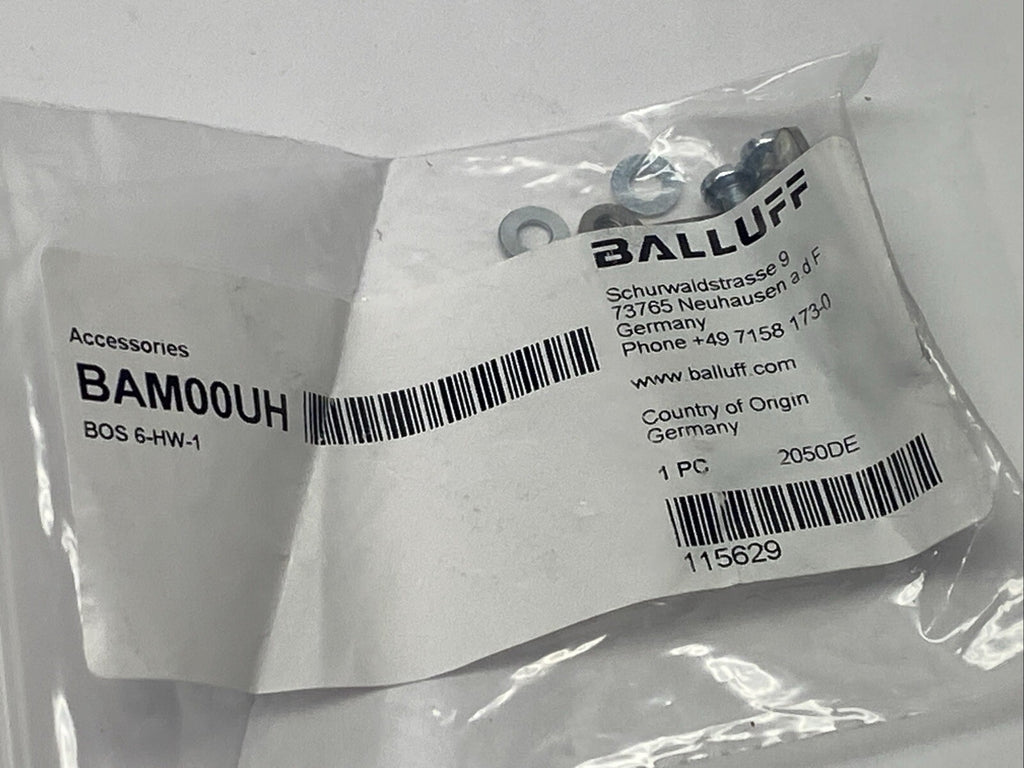 Accessories
BAM00UH
BOS 6-HW-1
BALLUFF
Schurwaldstrasse 9
73765 Neuhausen a.d.F
Germany
Phone +49 7158 173-0
www.balluff.com
Country of Origin
Germany
1 PC 2050DE
115629